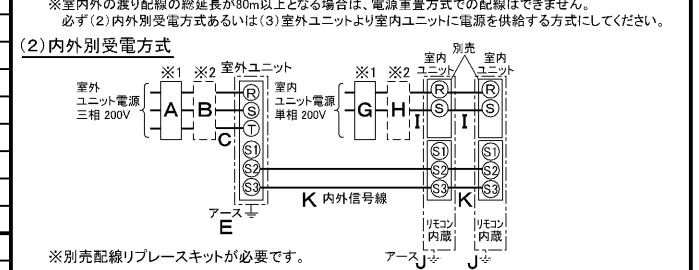 ※室内外の渡り配線の総延長が80m以上となる場合は、電源重畳方式での配線はできません。
必ず(2)内外別受電方式あるいは(3)室外ユニットより室内ユニットに電源を供給する方式にしてください。
(2)内外別受電方式
※1 ※2 室外ユニット
室外
ユニット電源
三相 200V
A B C
R
S
T
S1
S2
S3
アース
E
※1 ※2
室内
ユニット電源
単相 200V
G H I I
別売
室内
ユニット
室内
ユニット
R R
S S
S1 S1
S2 S2
S3 S3
K 内外信号線 K
リモコン
内蔵
リモコン
内蔵
アース J J
※別売配線リプレースキットが必要です。